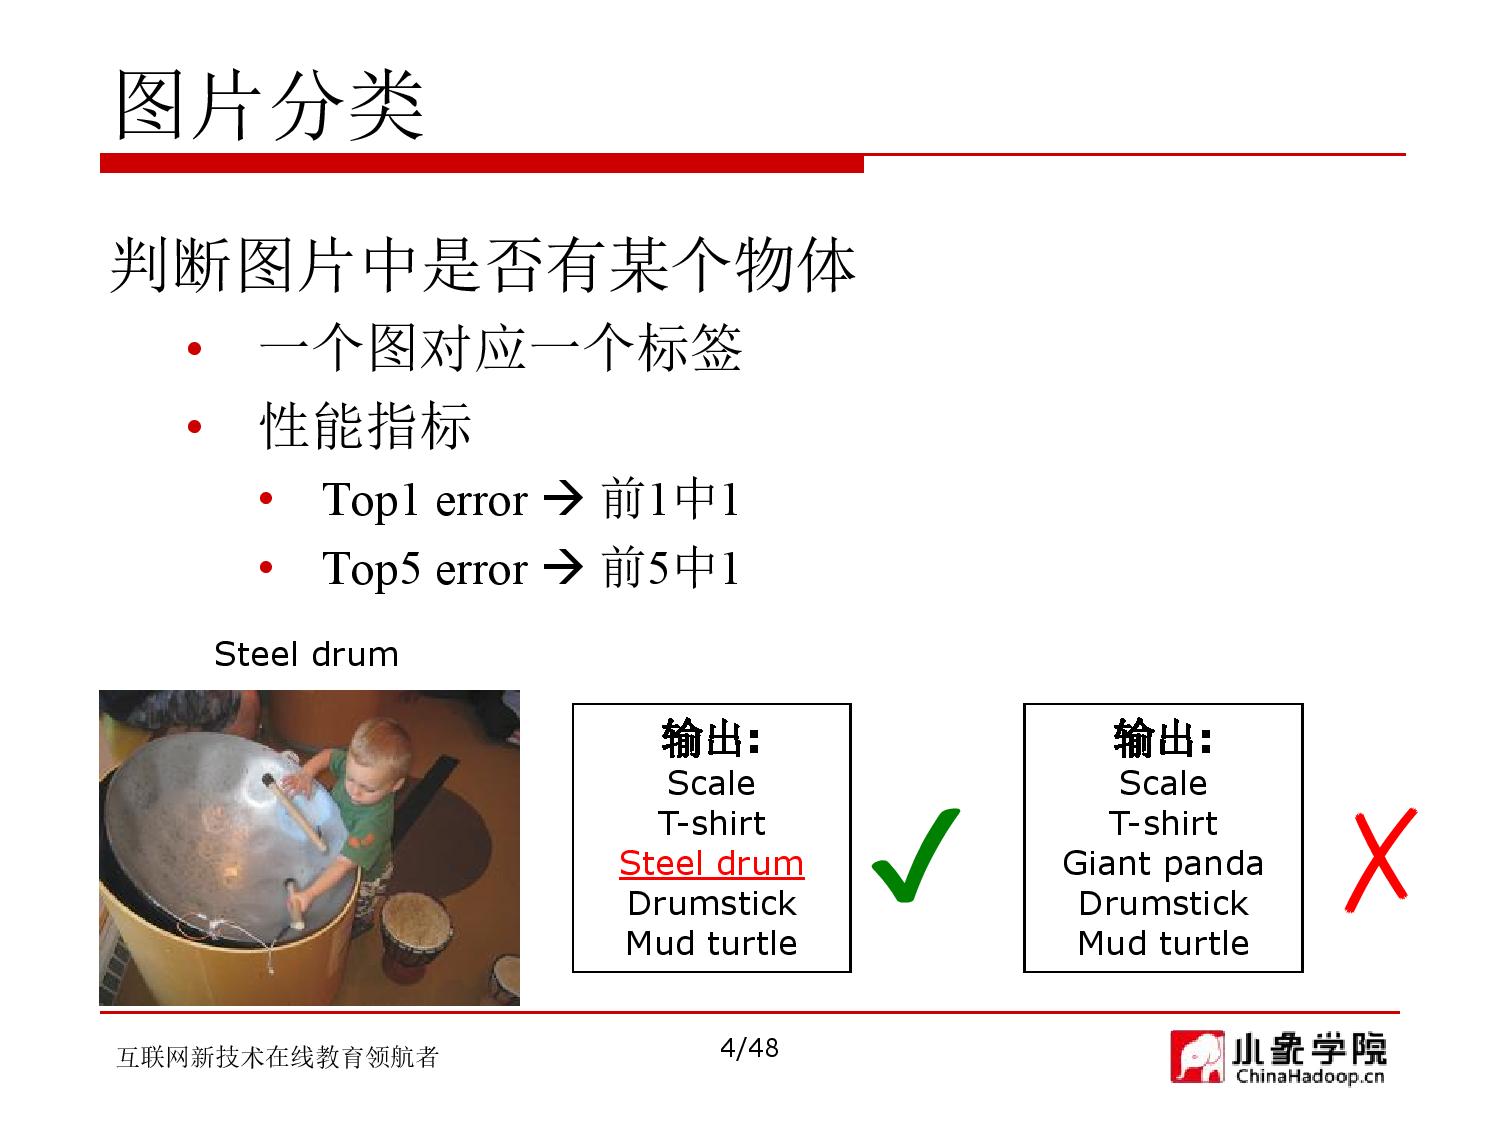 图片分类
判断图片中是否有某个物体
• 一个图对应一个标签
• 性能指标
• Top1 error → 前1中1
• Top5 error → 前5中1
Steel drum
输出:
Scale
T-shirt
Steel drum
Drumstick
Mud turtle
输出:
Scale
T-shirt
Giant panda
Drumstick
Mud turtle
互联网新技术在线教育领航者
4/48
小象学院
ChinaHadoop.cn